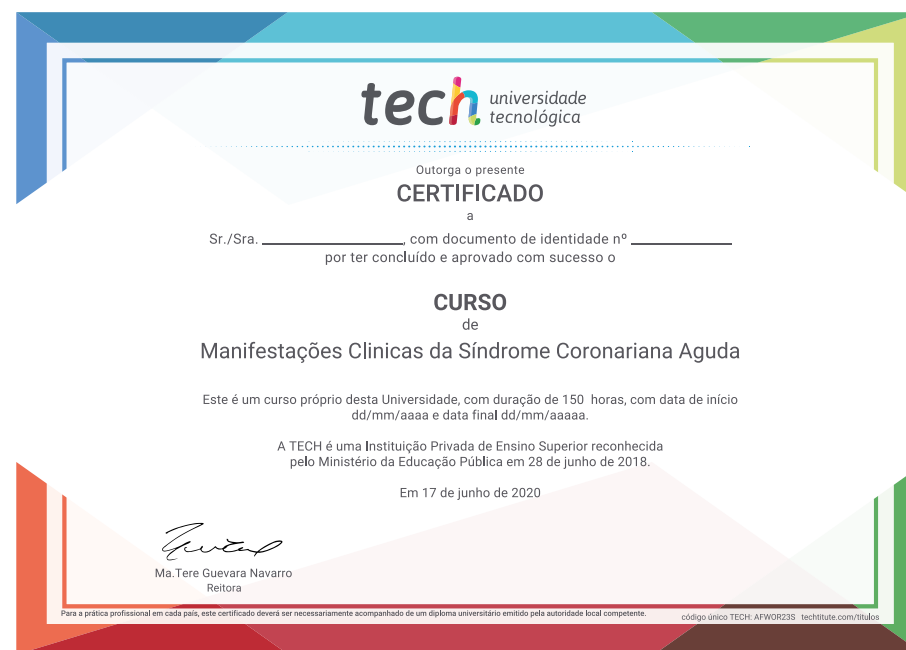 tech universidade
tecnológica
Outorga o presente
CERTIFICADO
a
Sr./Sra. ____________, com documento de identidade nº ____________
por ter concluído e aprovado com sucesso o
CURSO
de
Manifestações Clinicas da Síndrome Coronariana Aguda
Este é um curso próprio desta Universidade, com duração de 150 horas, com data de início
dd/mm/aaaa e data final dd/mm/aaaaa.
A TECH é uma Instituição Privada de Ensino Superior reconhecida
pelo Ministério da Educação Pública em 28 de junho de 2018.
Em 17 de junho de 2020
Ma.Tere Guevara Navarro
Reitora
Para a prática profissional em cada país, este certificado deverá ser necessariamente acompanhado de um diploma universitário emitido pela autoridade local competente.
código único TECH: AFWOR23S techtitute.com/titulos